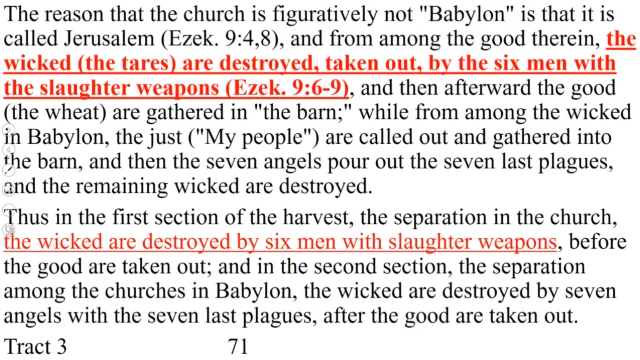 The reason that the church is figuratively not "Babylon" is that it is
called Jerusalem (Ezek. 9:4,8), and from among the good therein, the
wicked (the tares) are destroyed, taken out, by the six men with
the slaughter weapons (Ezek. 9:6-9), and then afterward the good
(the wheat) are gathered in "the barn;" while from among the wicked
in Babylon, the just ("My people") are called out and gathered into
the barn, and then the seven angels pour out the seven last plagues,
and the remaining wicked are destroyed.
Thus in the first section of the harvest, the separation in the church,
the wicked are destroyed by six men with slaughter weapons, before
the good are taken out; and in the second section, the separation
among the churches in Babylon, the wicked are destroyed by seven
angels with the seven last plagues, after the good are taken out.
Tract 3 71